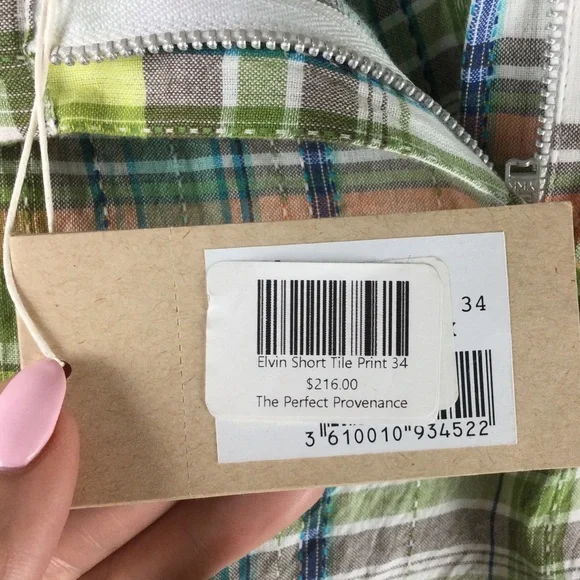 34
Elvin Short Tile Print 34
$216.00
The Perfect Provenance
3 610010 934522